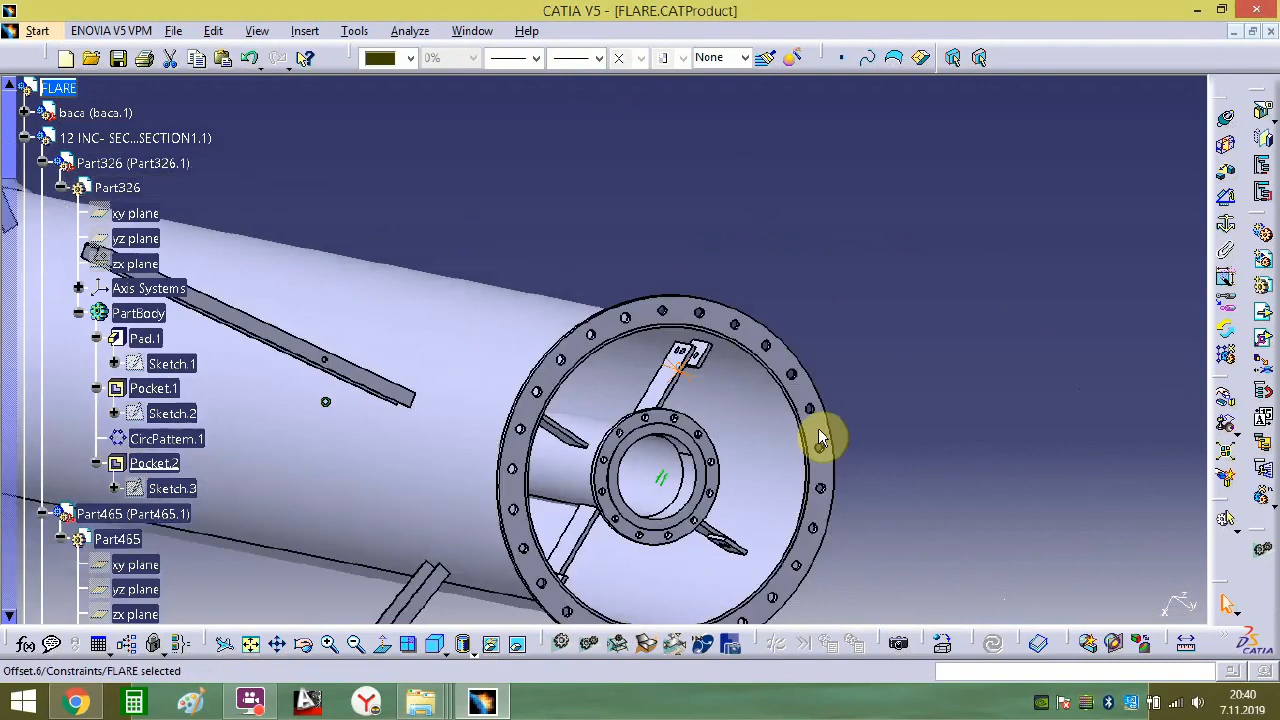 CATIA V5 - [FLARE.CATProduct]
Start ENOVIA V5 VPM File Edit View Insert Tools Analyze Window Help
0% None
FLARE
baca (baca.1)
12 INC- SEC...SECTION1.1)
Part326 (Part326.1)
Part326
xy plane
yz plane
zx plane
Axis Systems
PartBody
Pad.1
Sketch.1
Pocket.1
Sketch.2
CircPattern.1
Pocket.2
Sketch.3
Part465 (Part465.1)
Part465
xy plane
yz plane
zx plane
CATIA
Offset.6/Constraints/FLARE selected
20:40
7.11.2019